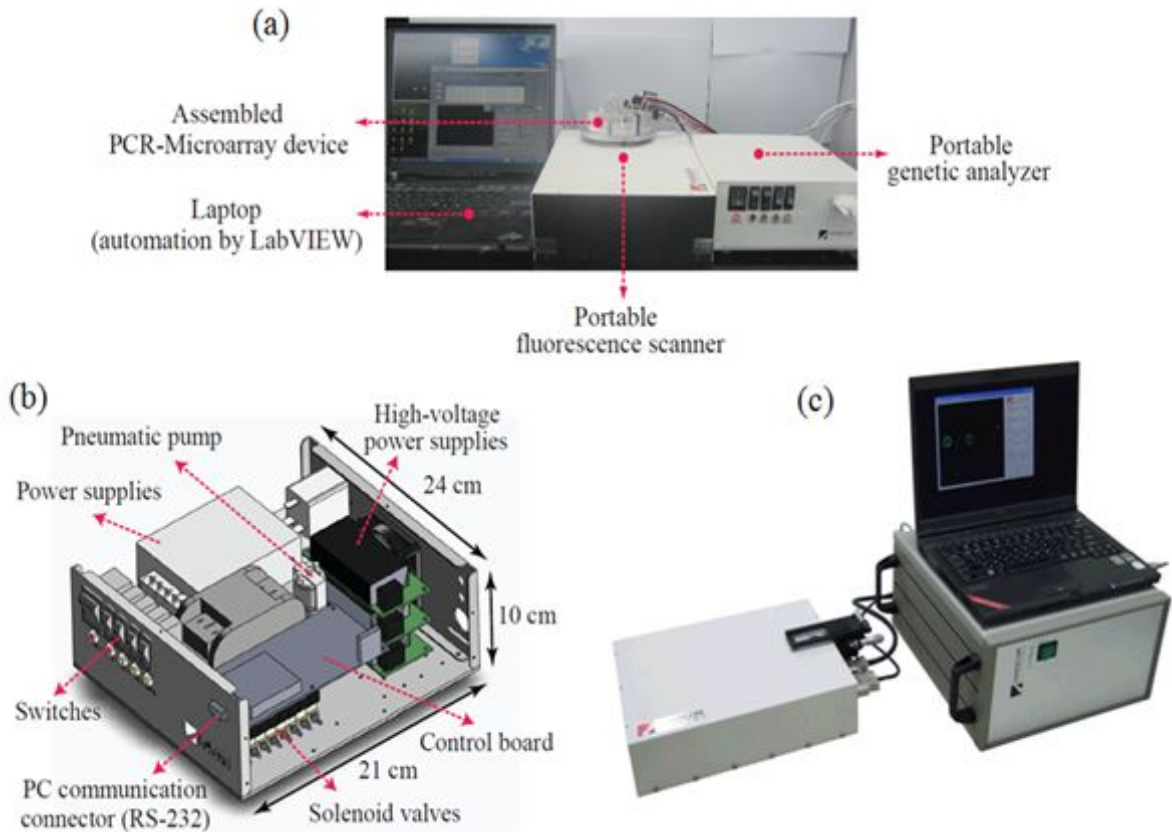 (a)
Assembled
PCR-Microarray device
Laptop
(automation by LabVIEW)
Portable
genetic analyzer
Portable
fluorescence scanner
(b)
High-voltage
power supplies
Pneumatic pump
24 cm
Power supplies
10 cm
Switches
Control board
21 cm
PC communication
connector (RS-232)
Solenoid valves
(c)